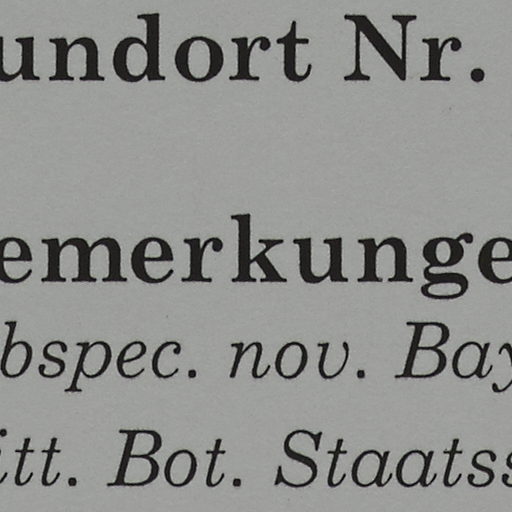 undort Nr.
emerkunge
bspec. nov. Bay
itt. Bot. Staatss